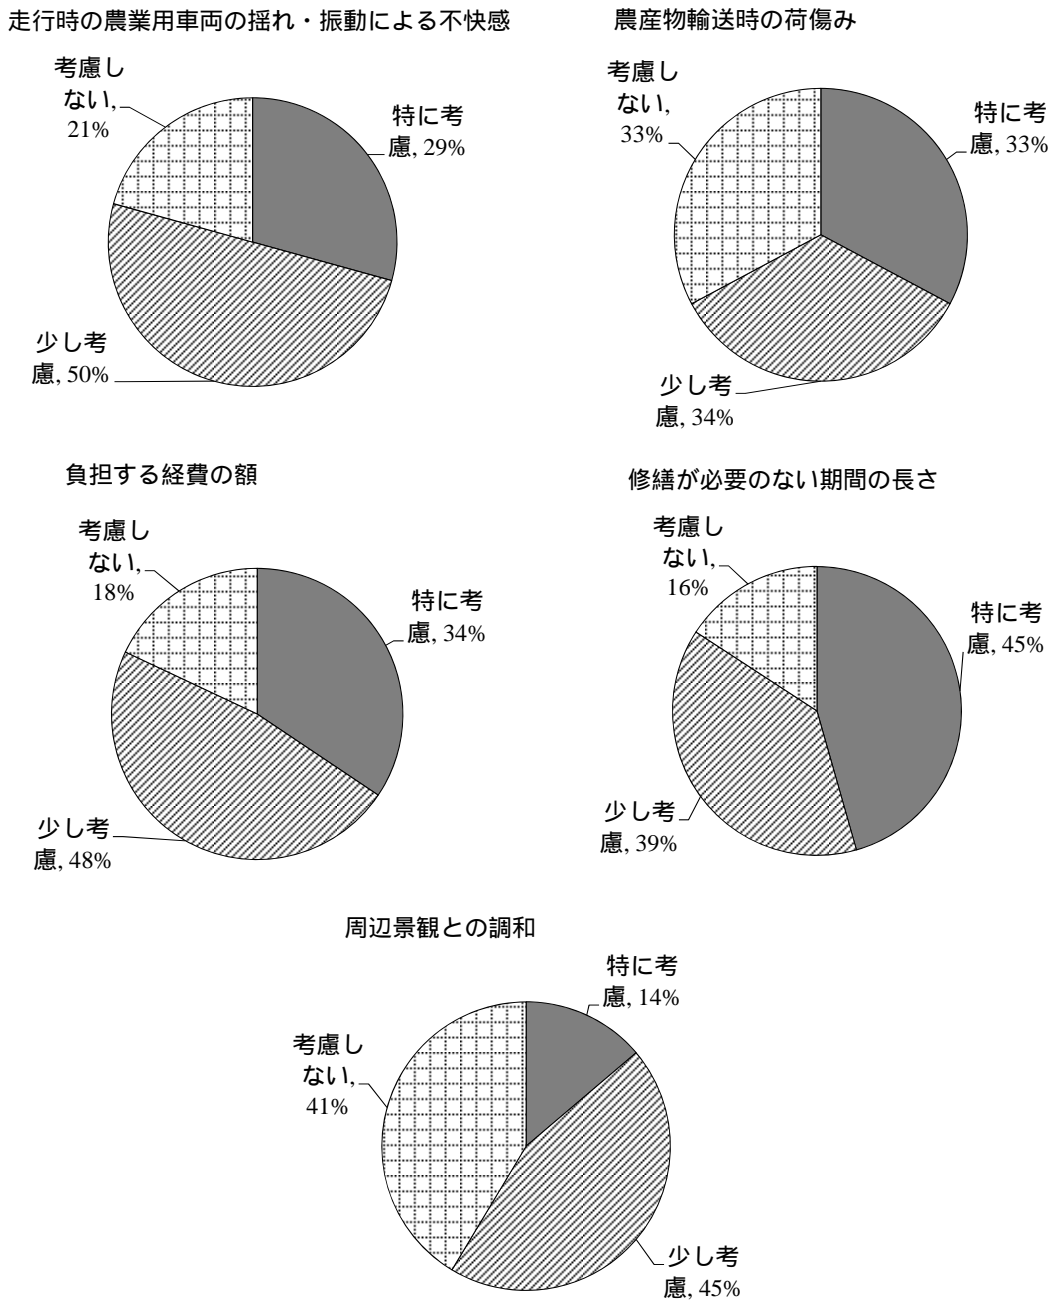 走行時の農業用車両の揺れ・振動による不快感
考慮し
ない,
21%
特に考
慮, 29%
少し考
慮, 50%
農産物輸送時の荷傷み
考慮し
ない,
33%
特に考
慮, 33%
少し考
慮, 34%
負担する経費の額
考慮し
ない,
18%
特に考
慮, 34%
少し考
慮, 48%
修繕が必要のない期間の長さ
考慮し
ない,
16%
特に考
慮, 45%
少し考
慮, 39%
周辺景観との調和
特に考
慮, 14%
考慮し
ない,
41%
少し考
慮, 45%